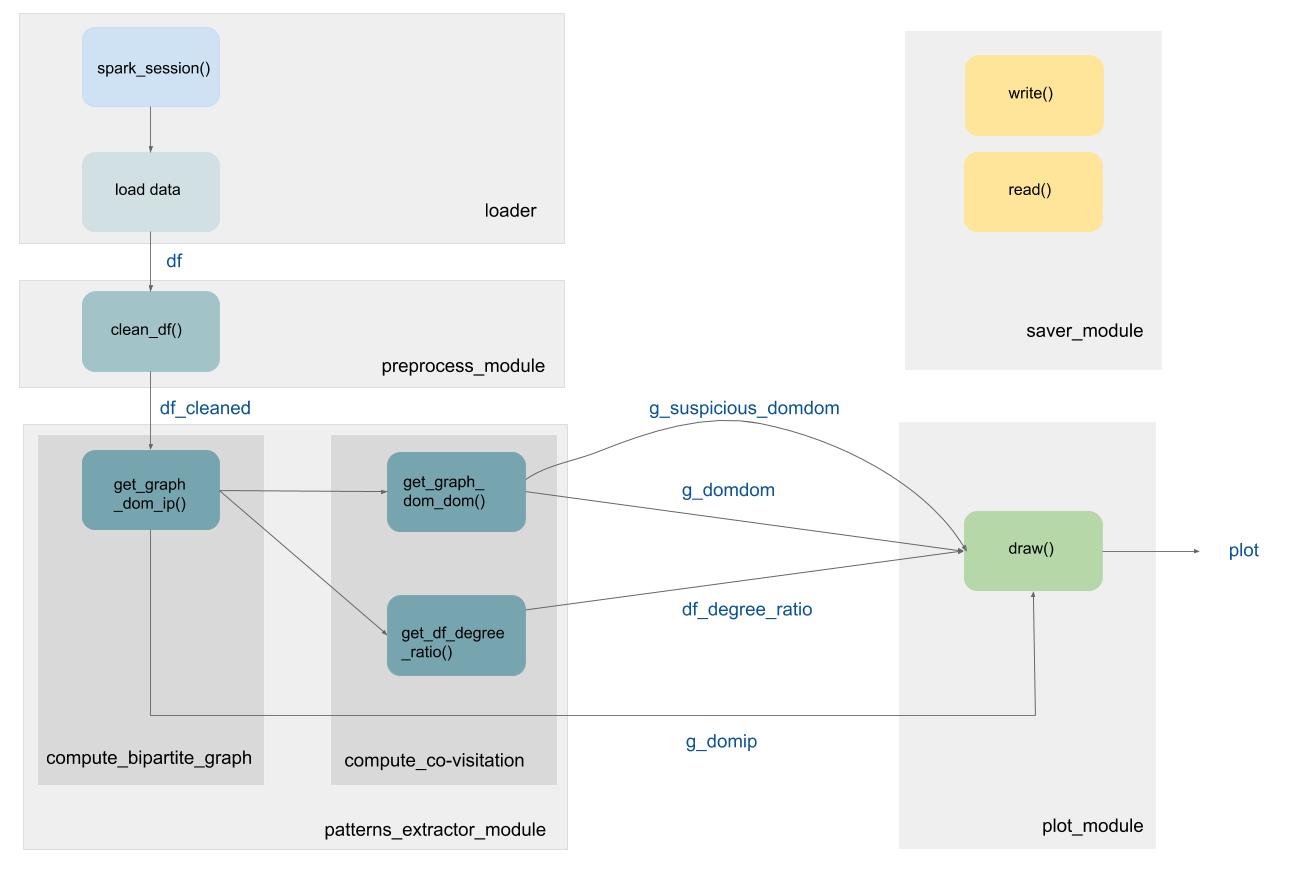 spark_session()
load data
loader
df
clean_df()
preprocess_module
df_cleaned
get_graph
_dom_ip()
compute_bipartite_graph
get_graph_
dom_dom()
get_df_degree
_ratio()
compute_co-visitation
patterns_extractor_module
g_suspicious_domdom
g_domdom
df_degree_ratio
g_domip
write()
read()
saver_module
draw()
plot_module
plot